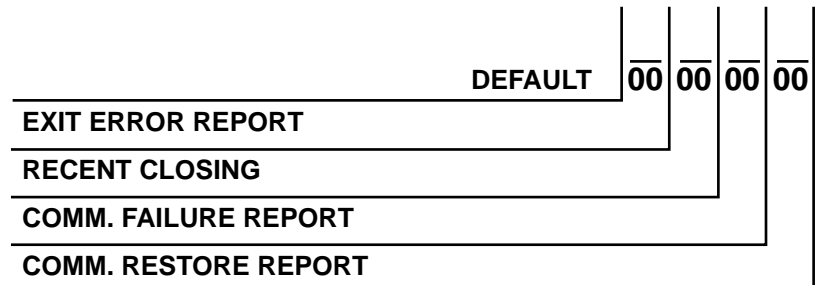 DEFAULT 00 00 00 00
EXIT ERROR REPORT
RECENT CLOSING
COMM. FAILURE REPORT
COMM. RESTORE REPORT